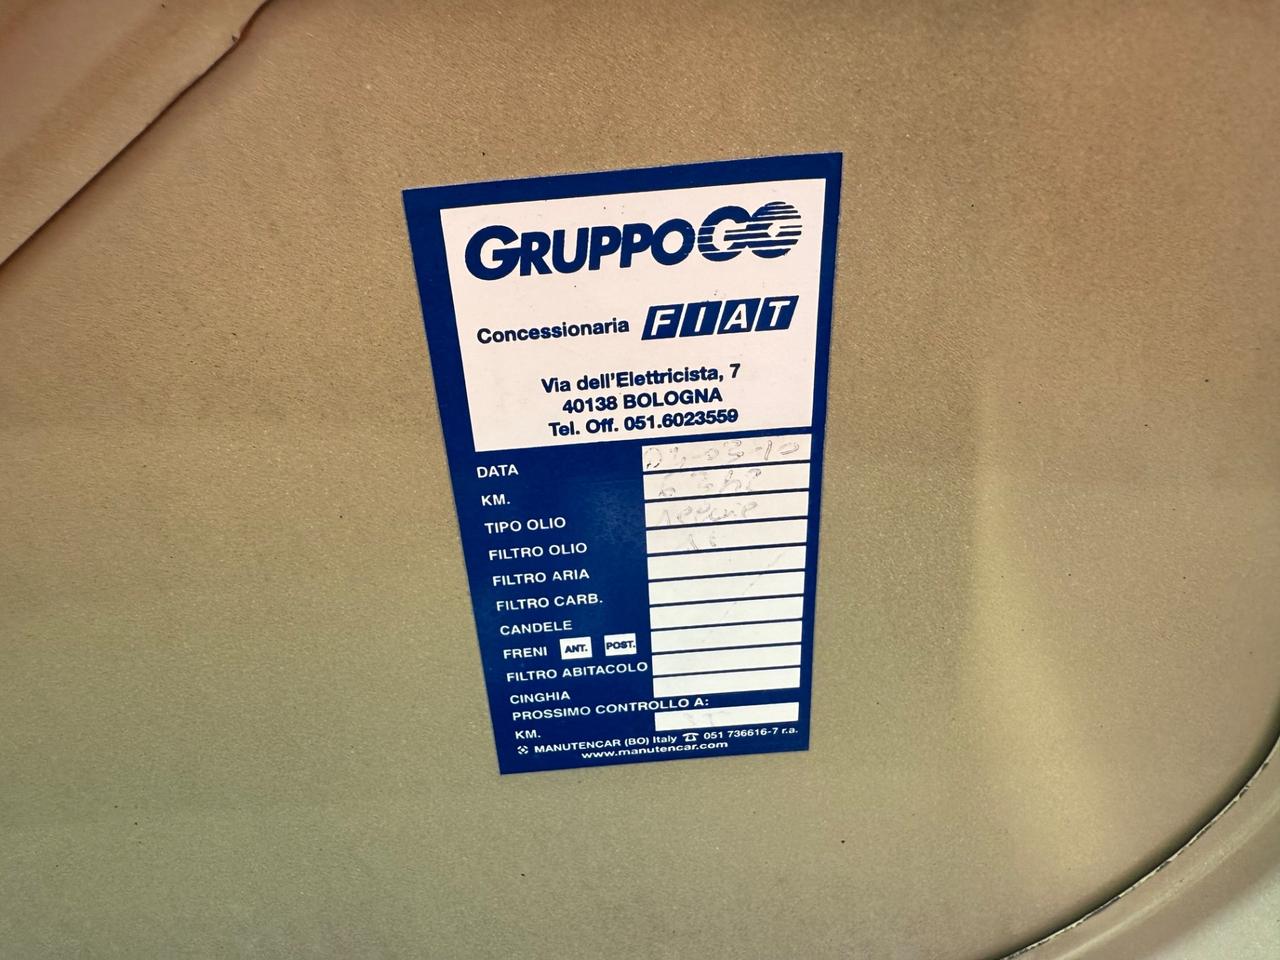 GRUPPO GC
Concessionaria FIAT
Via dell'Elettricista, 7
40138 BOLOGNA
Tel. Off. 051.6023559
DATA
KM.
TIPO OLIO
FILTRO OLIO
FILTRO ARIA
FILTRO CARB.
CANDELE
FRENI ANT. POST.
FILTRO ABITACOLO
CINGHIA
PROSSIMO CONTROLLO A:
KM.
MANUTENCAR (BO) Italy ☎ 051 736616-7 r.a.
www.manutencar.com